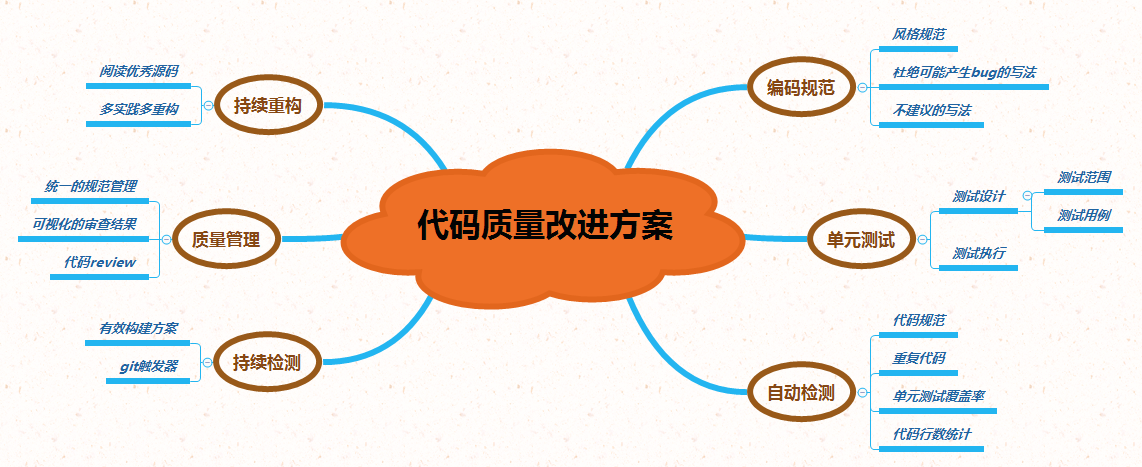 代码质量改进方案
编码规范
风格规范
杜绝可能产生bug的写法
不建议的写法
单元测试
测试设计
测试范围
测试用例
测试执行
自动检测
代码规范
重复代码
单元测试覆盖率
代码行数统计
持续重构
阅读优秀源码
多实践多重构
质量管理
统一的规范管理
可视化的审查结果
代码review
持续检测
有效构建方案
git触发器